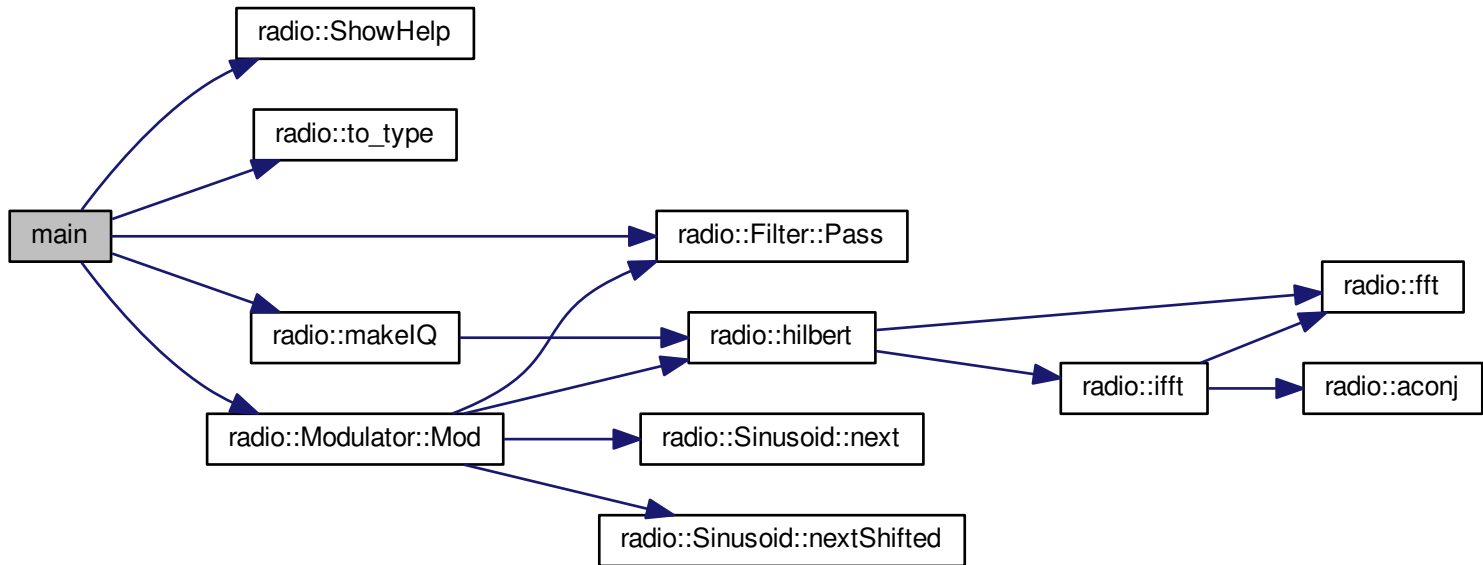 radio::ShowHelp
radio::to_type
main
radio::Filter::Pass
radio::fft
radio::makeIQ
radio::hilbert
radio::ifft
radio::aconj
radio::Modulator::Mod
radio::Sinusoid::next
radio::Sinusoid::nextShifted